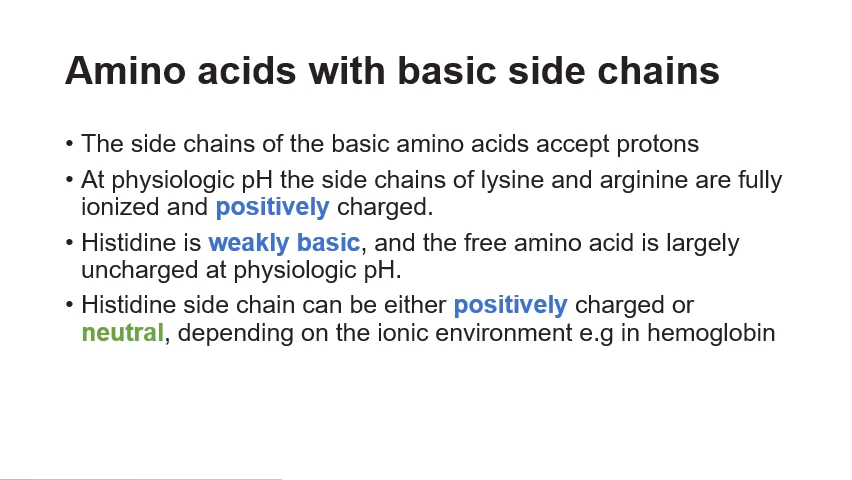 Amino acids with basic side chains
• The side chains of the basic amino acids accept protons
• At physiologic pH the side chains of lysine and arginine are fully
ionized and positively charged.
• Histidine is weakly basic, and the free amino acid is largely
uncharged at physiologic pH.
• Histidine side chain can be either positively charged or
neutral, depending on the ionic environment e.g in hemoglobin